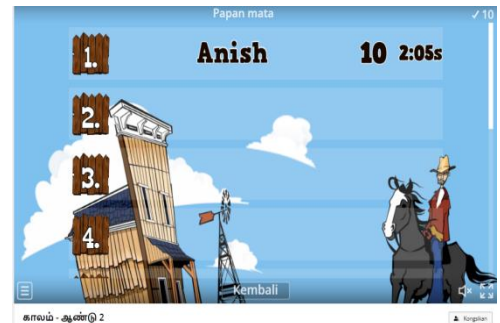 Papan mata
✓ 10
1. Anish 10 2:05s
2.
3.
4.
Kembali
காலம் - ஆண்டு 2
Kongsikan